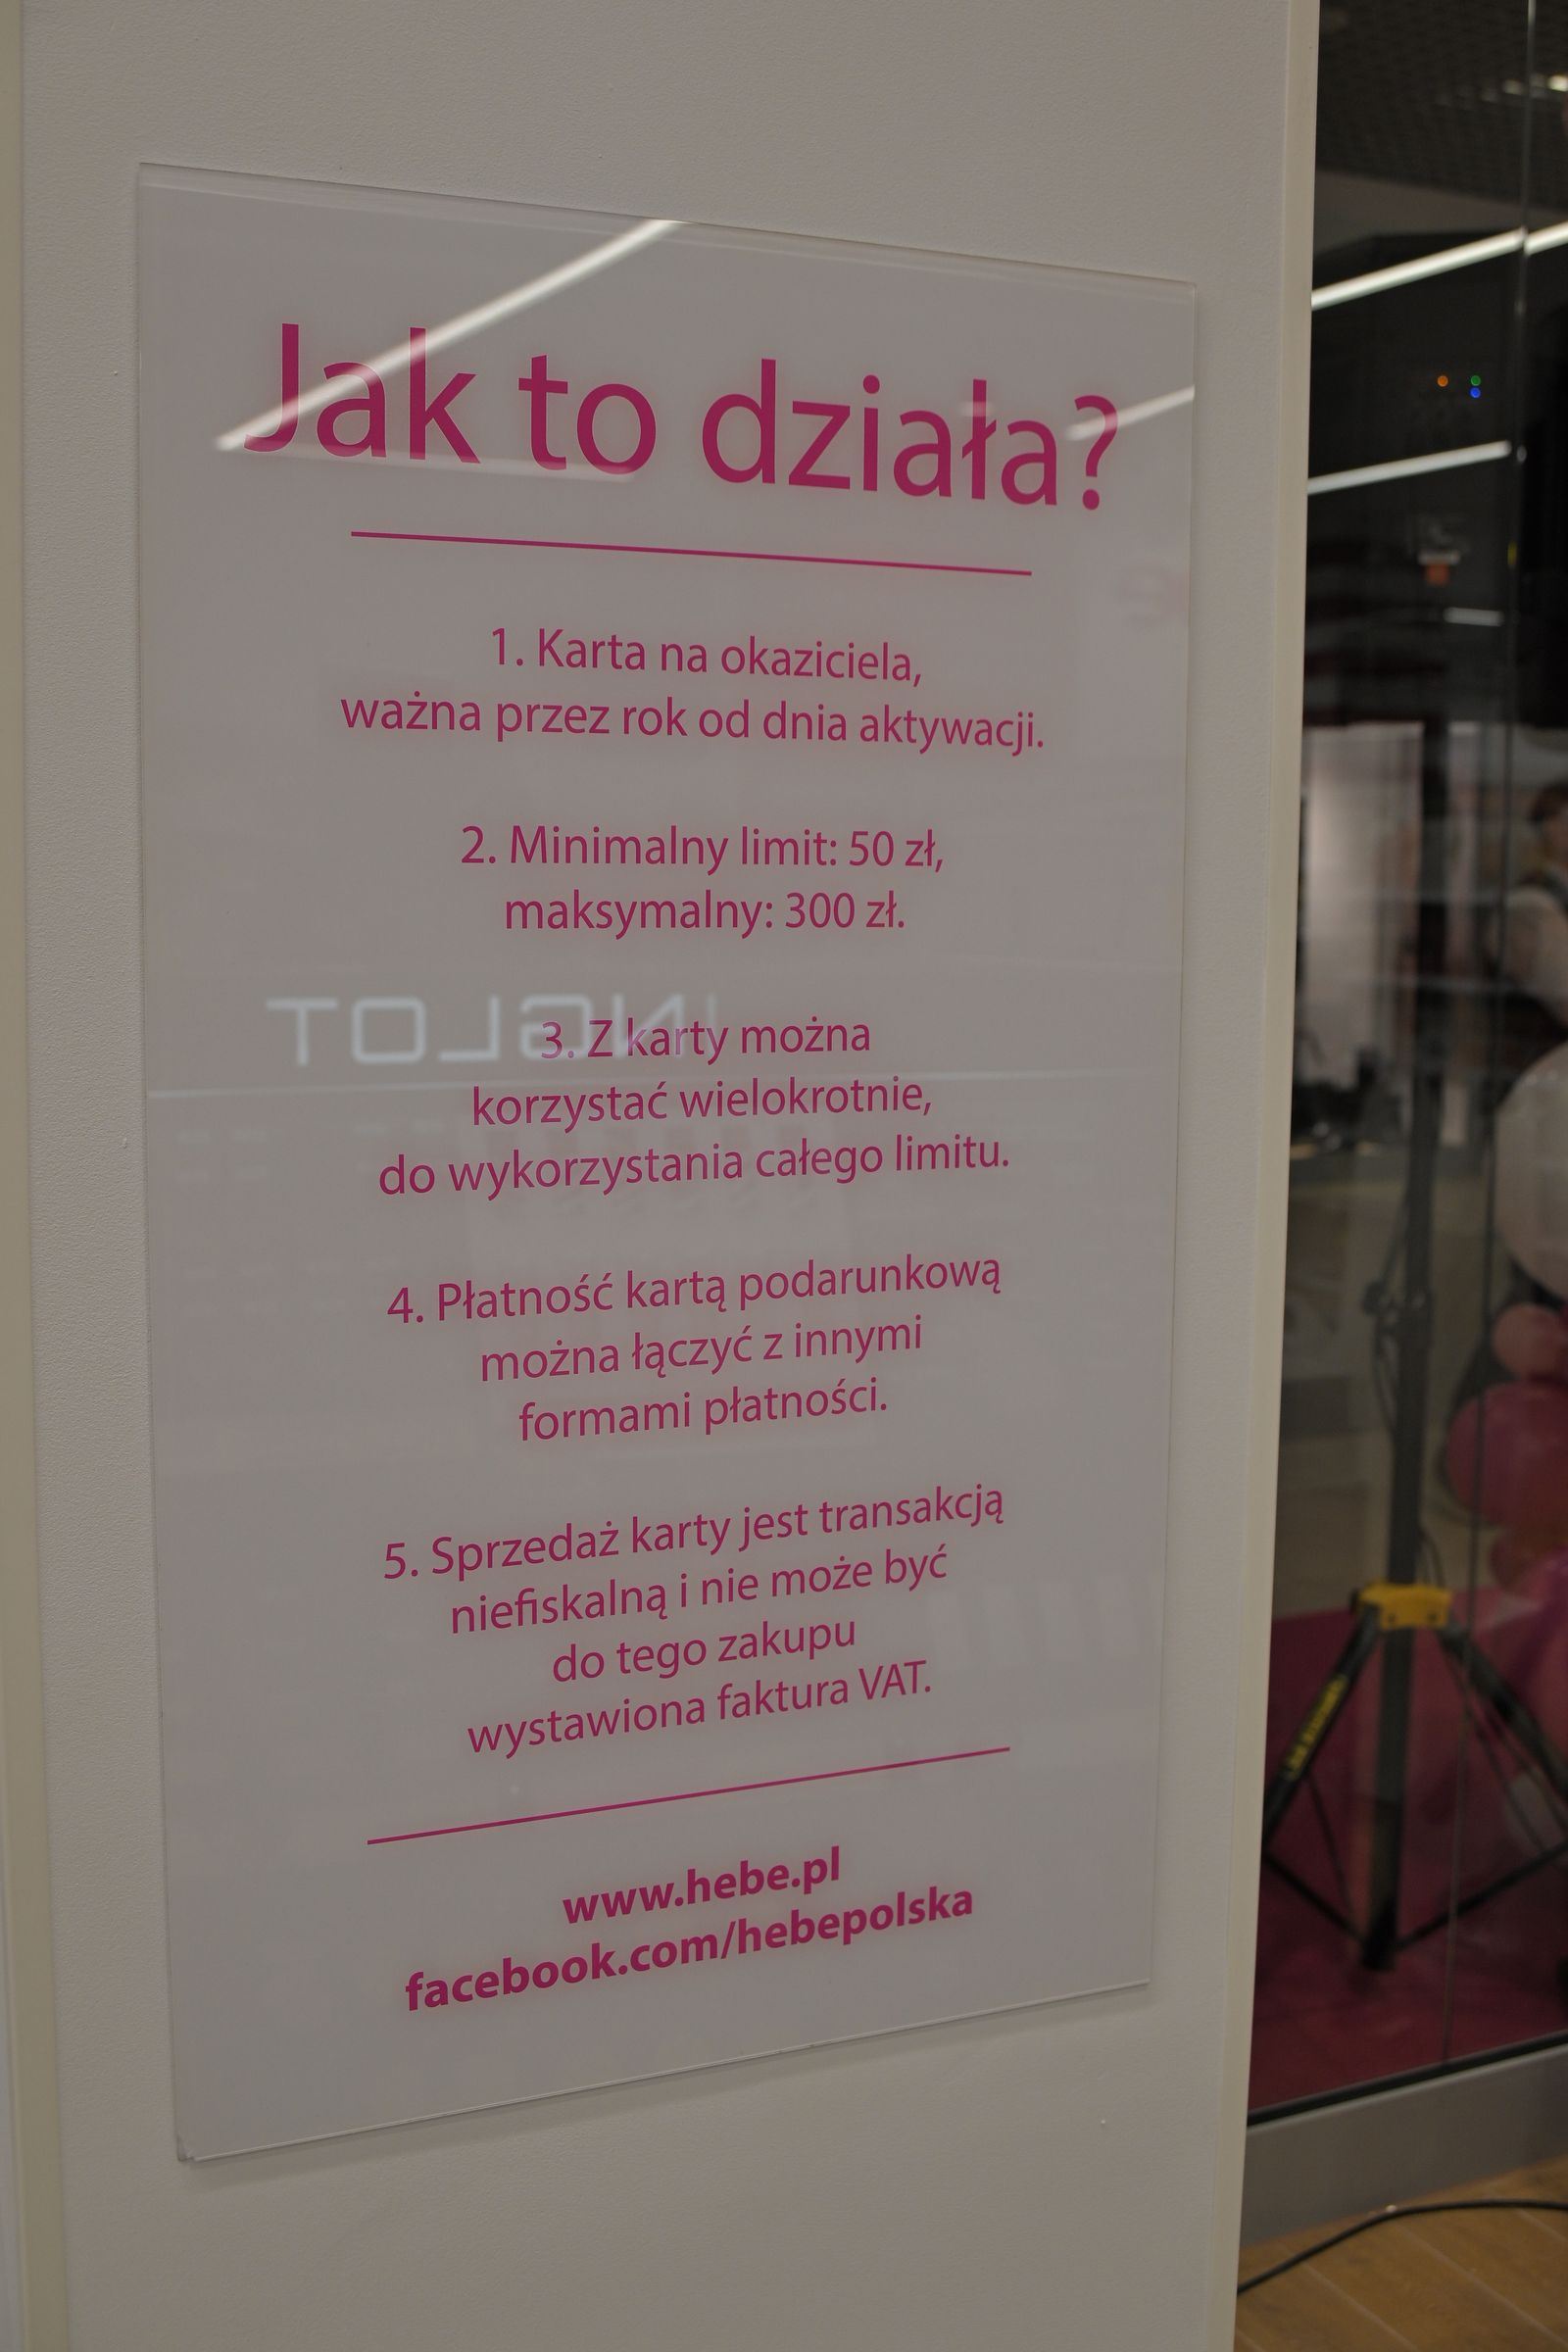 Jak to działa?
1. Karta na okaziciela,
ważna przez rok od dnia aktywacji.
2. Minimalny limit: 50 zł,
maksymalny: 300 zł.
INGLOT
3. Z karty można
korzystać wielokrotnie,
do wykorzystania całego limitu.
4. Płatność kartą podarunkową
można łączyć z innymi
formami płatności.
5. Sprzedaż karty jest transakcją
niefiskalną i nie może być
do tego zakupu
wystawiona faktura VAT.
www.hebe.pl
facebook.com/hebepolska